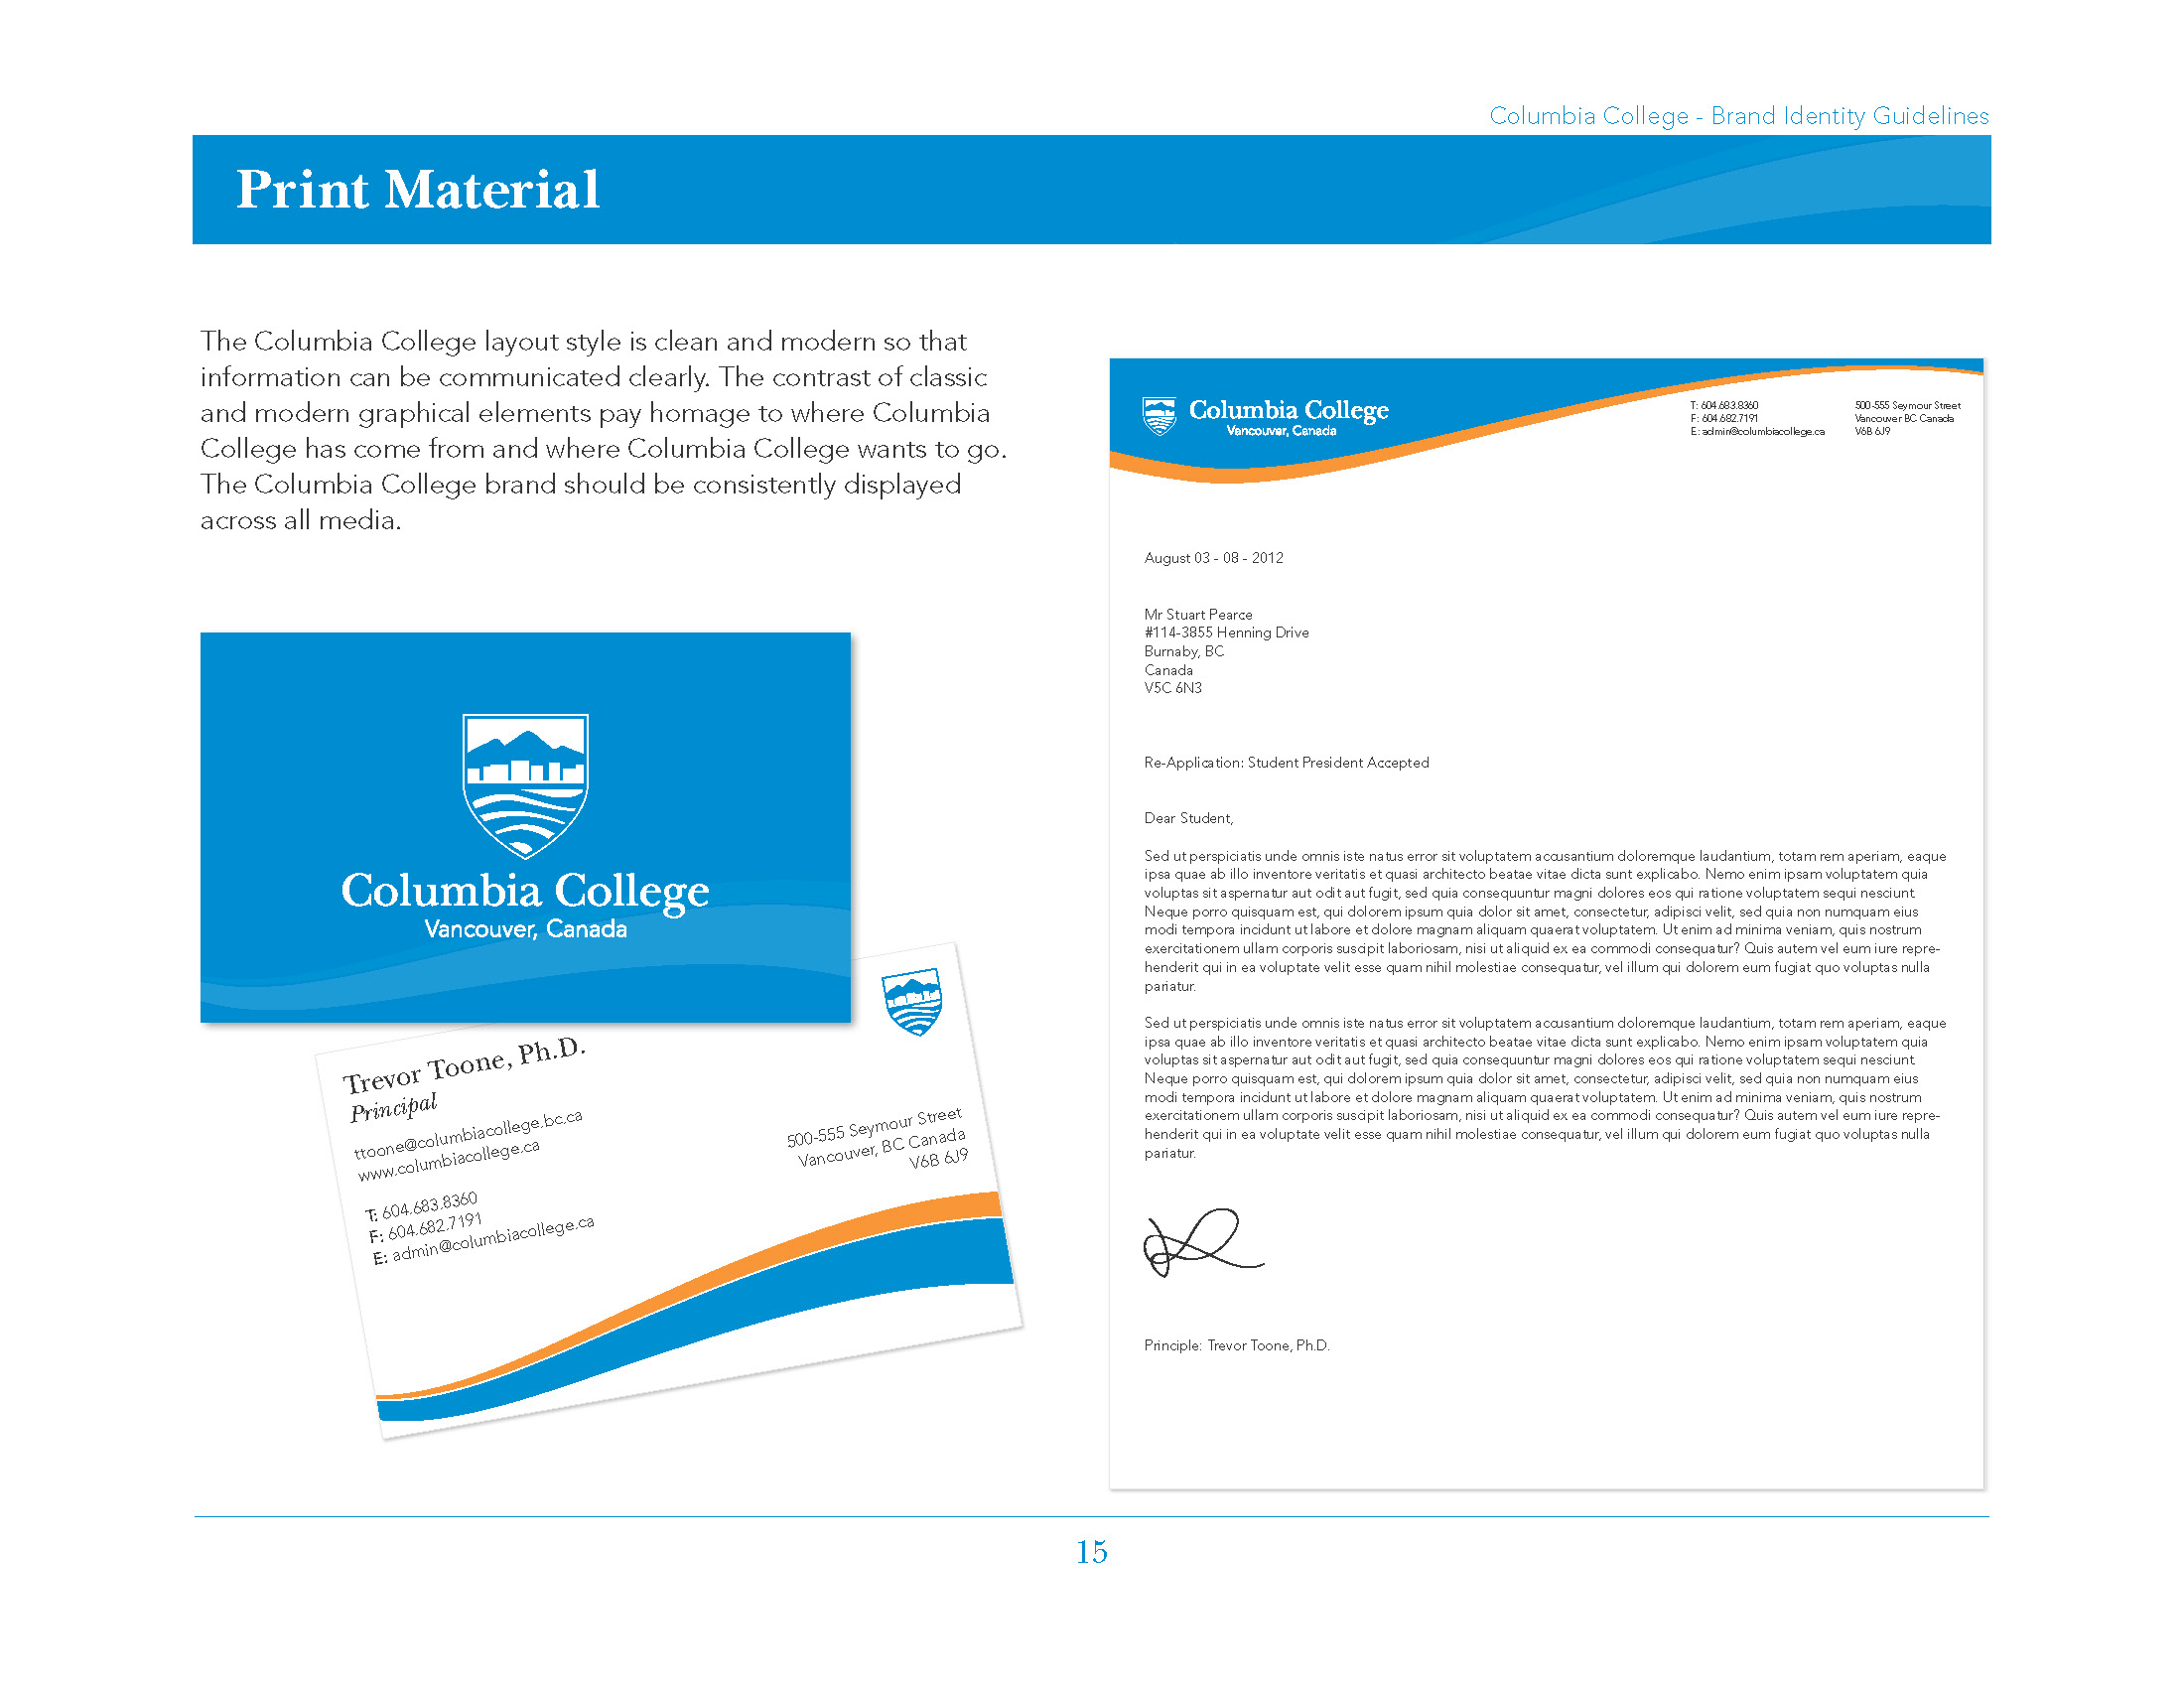 Columbia College - Brand Identity Guidelines
Print Material
The Columbia College layout style is clean and modern so that
information can be communicated clearly. The contrast of classic
and modern graphical elements pay homage to where Columbia
College has come from and where Columbia College wants to go.
The Columbia College brand should be consistently displayed
across all media.
Columbia College
Vancouver, Canada
Trevor Toone, Ph.D.
Principal
ttoone@columbiacollege.bc.ca
www.columbiacollege.ca
T: 604.683.8360
F: 604.682.7191
E: admin@columbiacollege.ca
500-555 Seymour Street
Vancouver, BC Canada
V6B 6J9
Columbia College
Vancouver, Canada
T: 604.683.8360
F: 604.682.7191
E: admin@columbiacollege.ca
500-555 Seymour Street
Vancouver BC Canada
V6B 6J9
August 03 - 08 - 2012
Mr Stuart Pearce
#114-3855 Henning Drive
Burnaby, BC
Canada
V5C 6N3
Re-Application: Student President Accepted
Dear Student,
Sed ut perspiciatis unde omnis iste natus error sit voluptatem accusantium doloremque laudantium, totam rem aperiam, eaque
ipsa quae ab illo inventore veritatis et quasi architecto beatae vitae dicta sunt explicabo. Nemo enim ipsam voluptatem quia
voluptas sit aspernatur aut odit aut fugit, sed quia consequuntur magni dolores eos qui ratione voluptatem sequi nesciunt.
Neque porro quisquam est, qui dolorem ipsum quia dolor sit amet, consectetur, adipisci velit, sed quia non numquam eius
modi tempora incidunt ut labore et dolore magnam aliquam quaerat voluptatem. Ut enim ad minima veniam, quis nostrum
exercitationem ullam corporis suscipit laboriosam, nisi ut aliquid ex ea commodi consequatur? Quis autem vel eum iure repre-
henderit qui in ea voluptate velit esse quam nihil molestiae consequatur, vel illum qui dolorem eum fugiat quo voluptas nulla
pariatur.
Sed ut perspiciatis unde omnis iste natus error sit voluptatem accusantium doloremque laudantium, totam rem aperiam, eaque
ipsa quae ab illo inventore veritatis et quasi architecto beatae vitae dicta sunt explicabo. Nemo enim ipsam voluptatem quia
voluptas sit aspernatur aut odit aut fugit, sed quia consequuntur magni dolores eos qui ratione voluptatem sequi nesciunt.
Neque porro quisquam est, qui dolorem ipsum quia dolor sit amet, consectetur, adipisci velit, sed quia non numquam eius
modi tempora incidunt ut labore et dolore magnam aliquam quaerat voluptatem. Ut enim ad minima veniam, quis nostrum
exercitationem ullam corporis suscipit laboriosam, nisi ut aliquid ex ea commodi consequatur? Quis autem vel eum iure repre-
henderit qui in ea voluptate velit esse quam nihil molestiae consequatur, vel illum qui dolorem eum fugiat quo voluptas nulla
pariatur.
Principle: Trevor Toone, Ph.D.
15